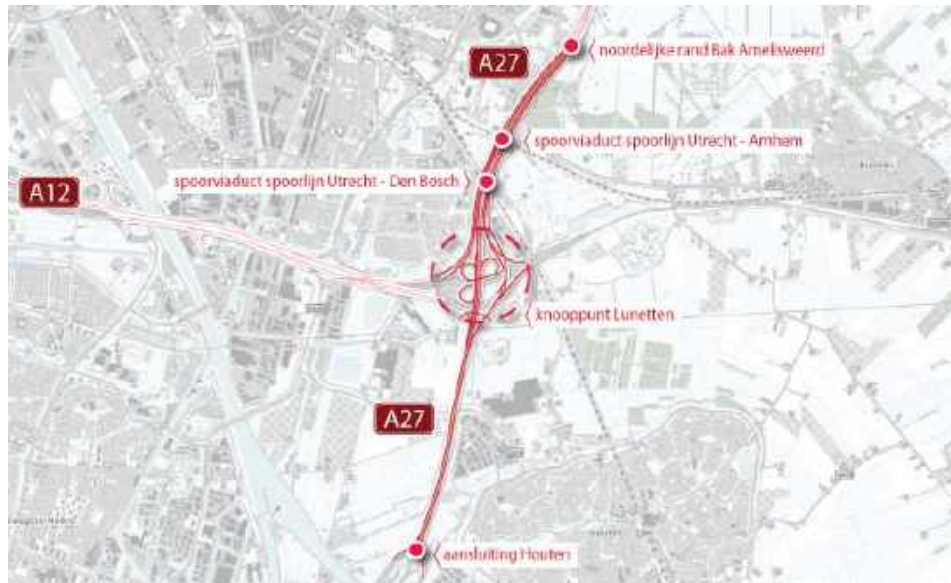 A27
noordelijke rand Bak Amelisweerd
spoorviaduct spoorlijn Utrecht - Arnhem
spoorviaduct spoorlijn Utrecht - Den Bosch
A12
knooppunt Lunetten
A27
aansluiting Houten